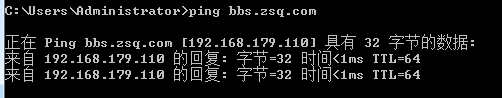 C:\Users\Administrator>ping bbs.zsq.com
正在 Ping bbs.zsq.com [192.168.179.110] 具有 32 字节的数据:
来自 192.168.179.110 的回复: 字节=32 时间<1ms TTL=64
来自 192.168.179.110 的回复: 字节=32 时间<1ms TTL=64